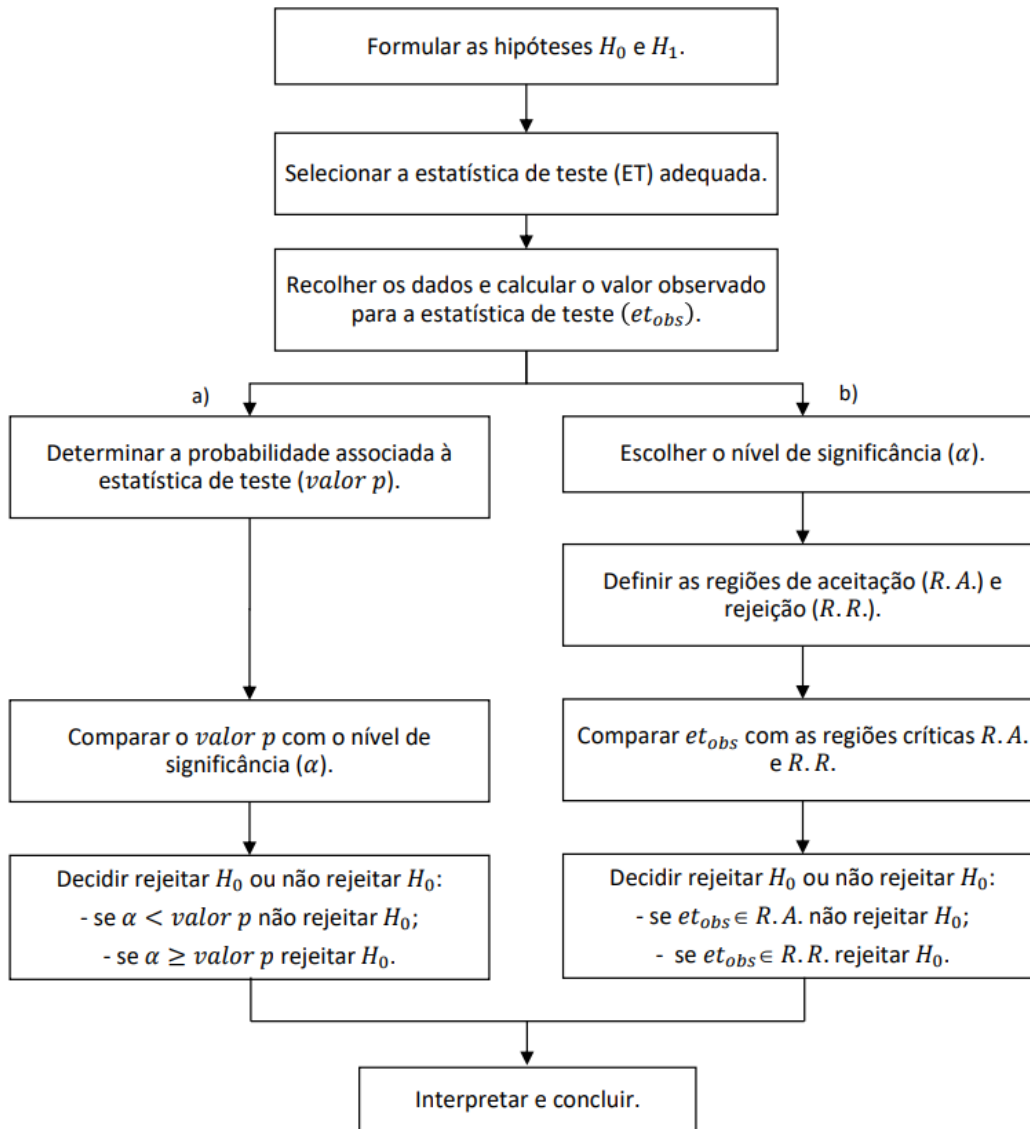 Formular as hipóteses H₀ e H₁.
Selecionar a estatística de teste (ET) adequada.
Recolher os dados e calcular o valor observado
para a estatística de teste (et_obs).
a)
Determinar a probabilidade associada à
estatística de teste (valor p).
Comparar o valor p com o nível de
significância (α).
Decidir rejeitar H₀ ou não rejeitar H₀:
- se α < valor p não rejeitar H₀;
- se α ≥ valor p rejeitar H₀.
b)
Escolher o nível de significância (α).
Definir as regiões de aceitação (R. A.) e
rejeição (R. R.).
Comparar et_obs com as regiões críticas R. A.
e R. R.
Decidir rejeitar H₀ ou não rejeitar H₀:
- se et_obs ∈ R. A. não rejeitar H₀;
- se et_obs ∈ R. R. rejeitar H₀.
Interpretar e concluir.